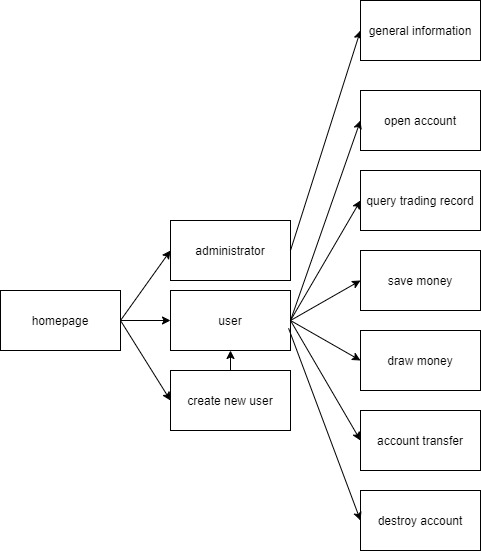 general information
open account
query trading record
administrator
save money
homepage
user
draw money
create new user
account transfer
destroy account